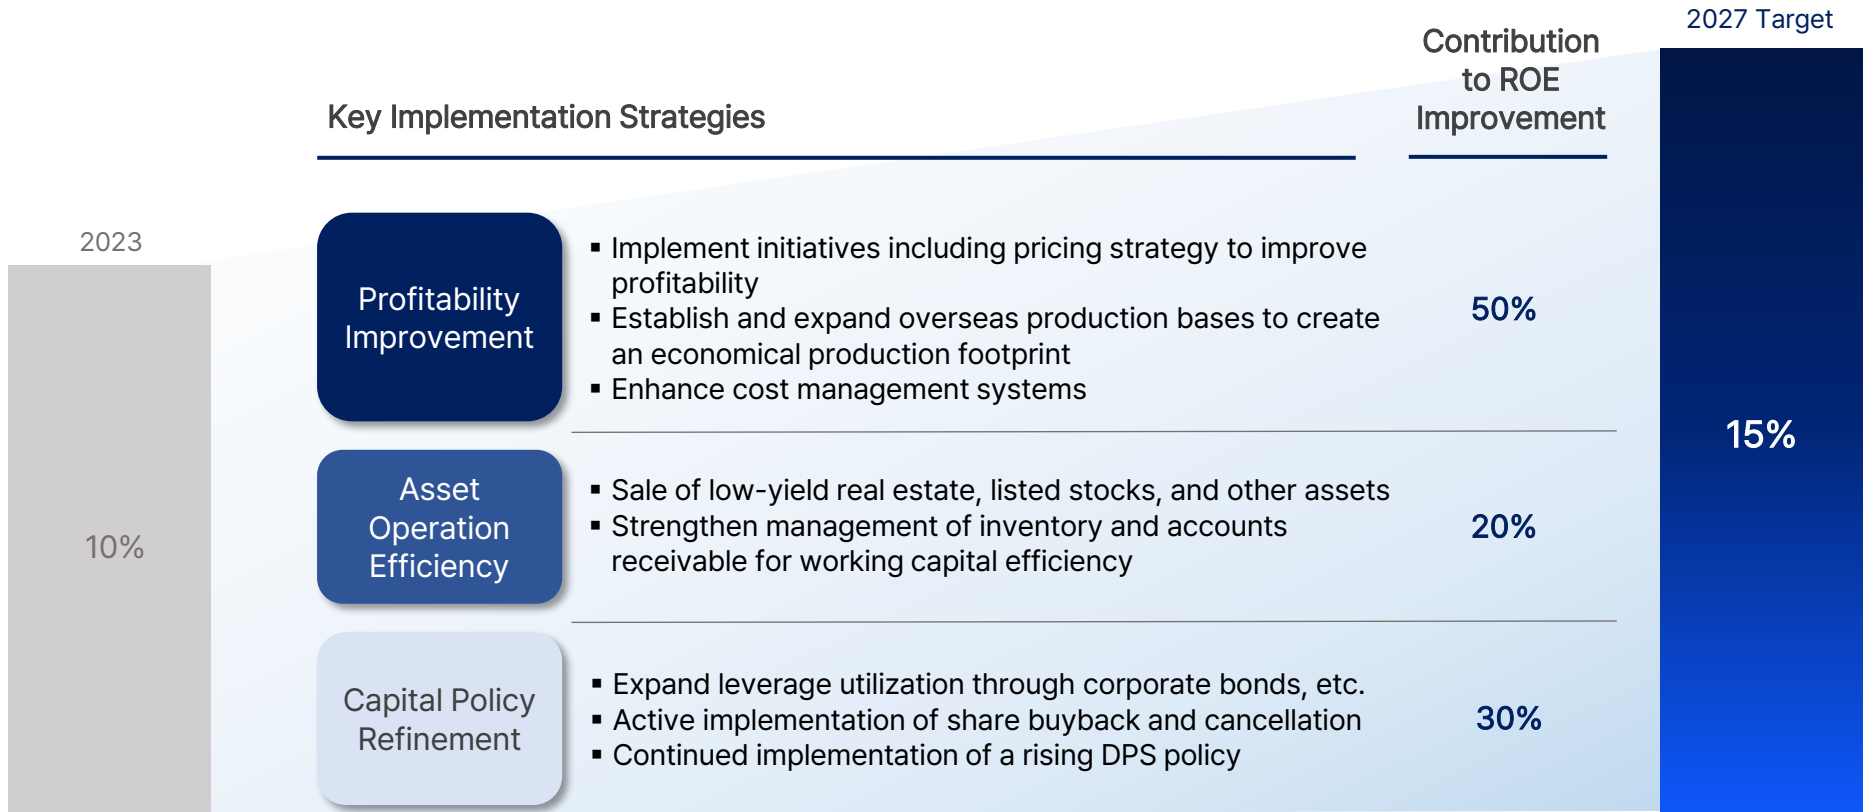 2027 Target
Contribution
to ROE
Improvement
Key Implementation Strategies
2023
10%
Profitability
Improvement
▪ Implement initiatives including pricing strategy to improve
profitability
▪ Establish and expand overseas production bases to create
an economical production footprint
▪ Enhance cost management systems
50%
Asset
Operation
Efficiency
▪ Sale of low-yield real estate, listed stocks, and other assets
▪ Strengthen management of inventory and accounts
receivable for working capital efficiency
20%
Capital Policy
Refinement
▪ Expand leverage utilization through corporate bonds, etc.
▪ Active implementation of share buyback and cancellation
▪ Continued implementation of a rising DPS policy
30%
15%